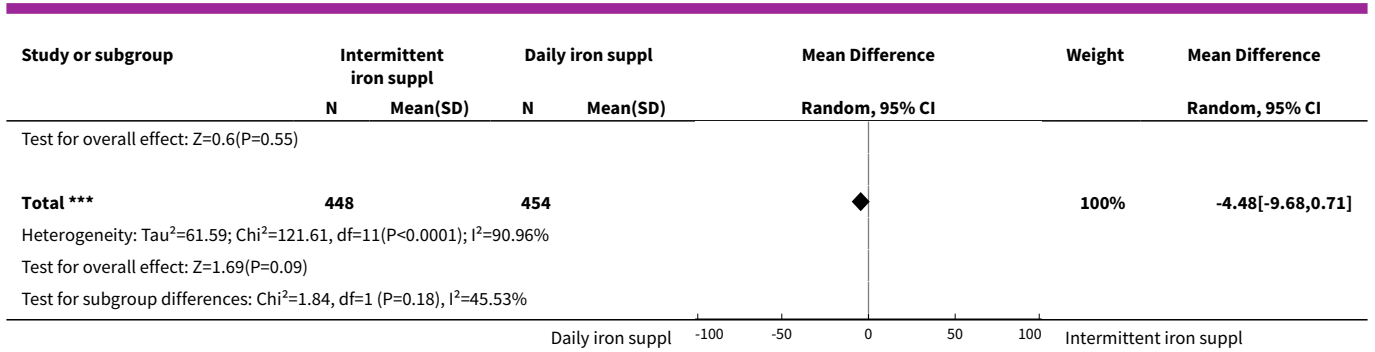 Study or subgroup Intermittent iron suppl Daily iron suppl Mean Difference Weight Mean Difference
N Mean(SD) N Mean(SD) Random, 95% CI Random, 95% CI
Test for overall effect: Z=0.6(P=0.55)
Total *** 448 454 100% -4.48[-9.68,0.71]
Heterogeneity: Tau²=61.59; Chi²=121.61, df=11(P<0.0001); I²=90.96%
Test for overall effect: Z=1.69(P=0.09)
Test for subgroup differences: Chi²=1.84, df=1 (P=0.18), I²=45.53%
Daily iron suppl -100 -50 0 50 100 Intermittent iron suppl